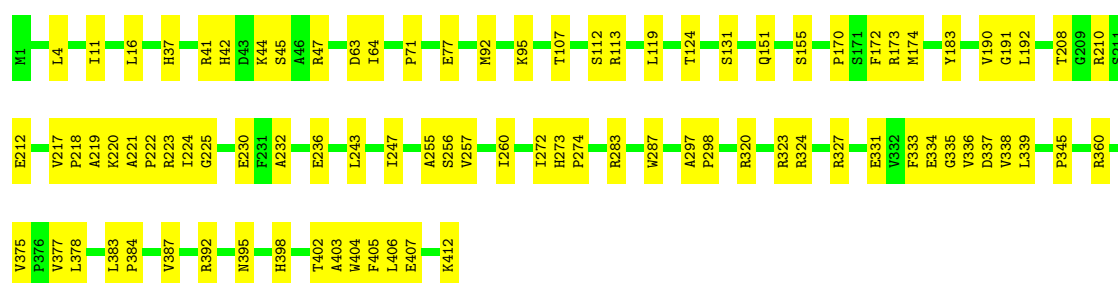 M1 L4 I11 L16 H37 R41 H42 D43 K44 S45 A46 R47 D63 I64 P71 E77 M92 K95 T107 S112 R113 L119 T124 S131 Q151 S155 P170 S171 F172 R173 M174 Y183 V190 G191 L192 T208 G209 R210 S211
E212 V217 P218 A219 K220 A221 P222 R223 I224 G225 E230 F231 A232 E236 L243 I247 A255 S256 V257 I260 I272 H273 P274 R283 W287 A297 P298 R320 R323 R324 R327 E331 V332 F333 E334 G335 V336 D337 V338 L339 P345 R360
V375 P376 V377 L378 L383 P384 V387 R392 N395 H398 T402 A403 W404 F405 L406 E407 K412